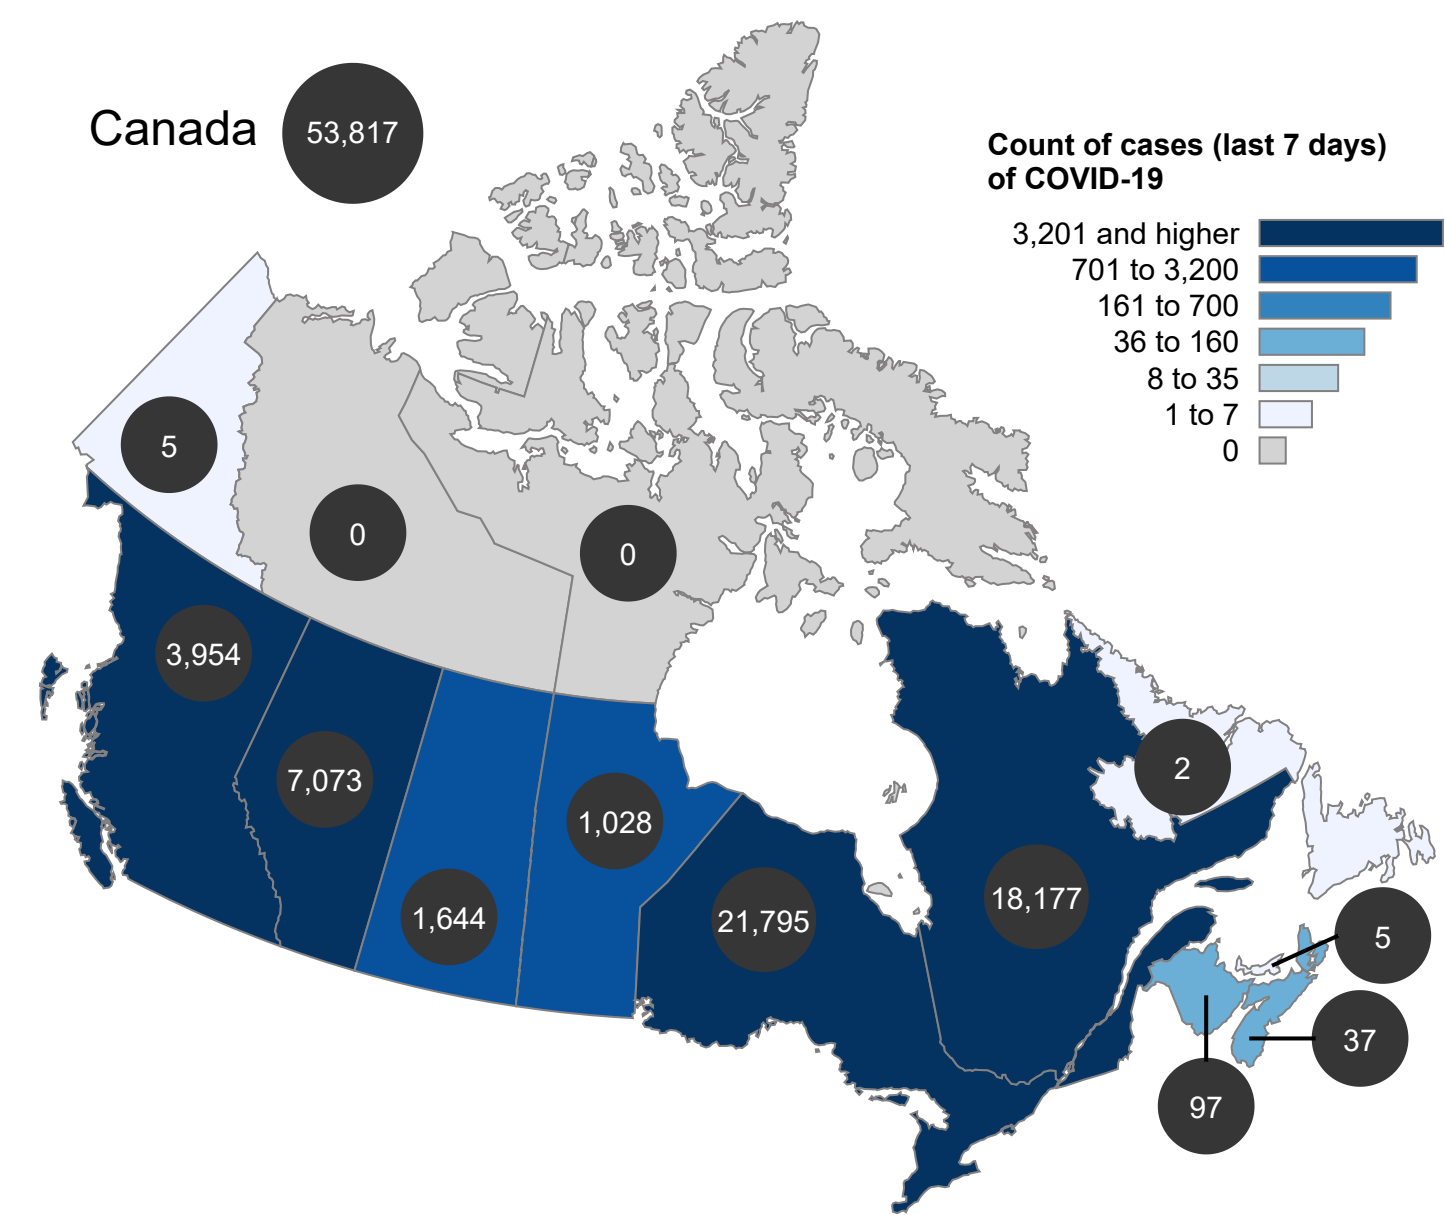 Canada
53,817
Count of cases (last 7 days)
of COVID-19
3,201 and higher
701 to 3,200
161 to 700
36 to 160
8 to 35
1 to 7
0
5
0
0
3,954
7,073
1,644
1,028
21,795
18,177
2
5
37
97